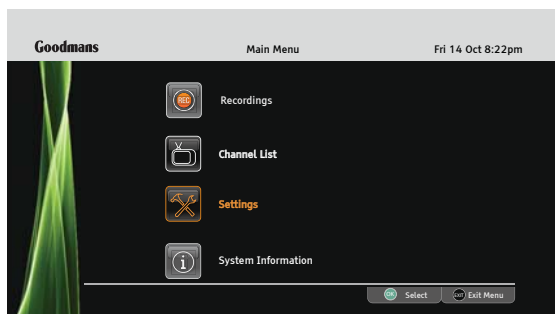 Goodmans Main Menu Fri 14 Oct 8:22pm
REC Recordings
Channel List
Settings
i System Information
OK Select EXIT Exit Menu